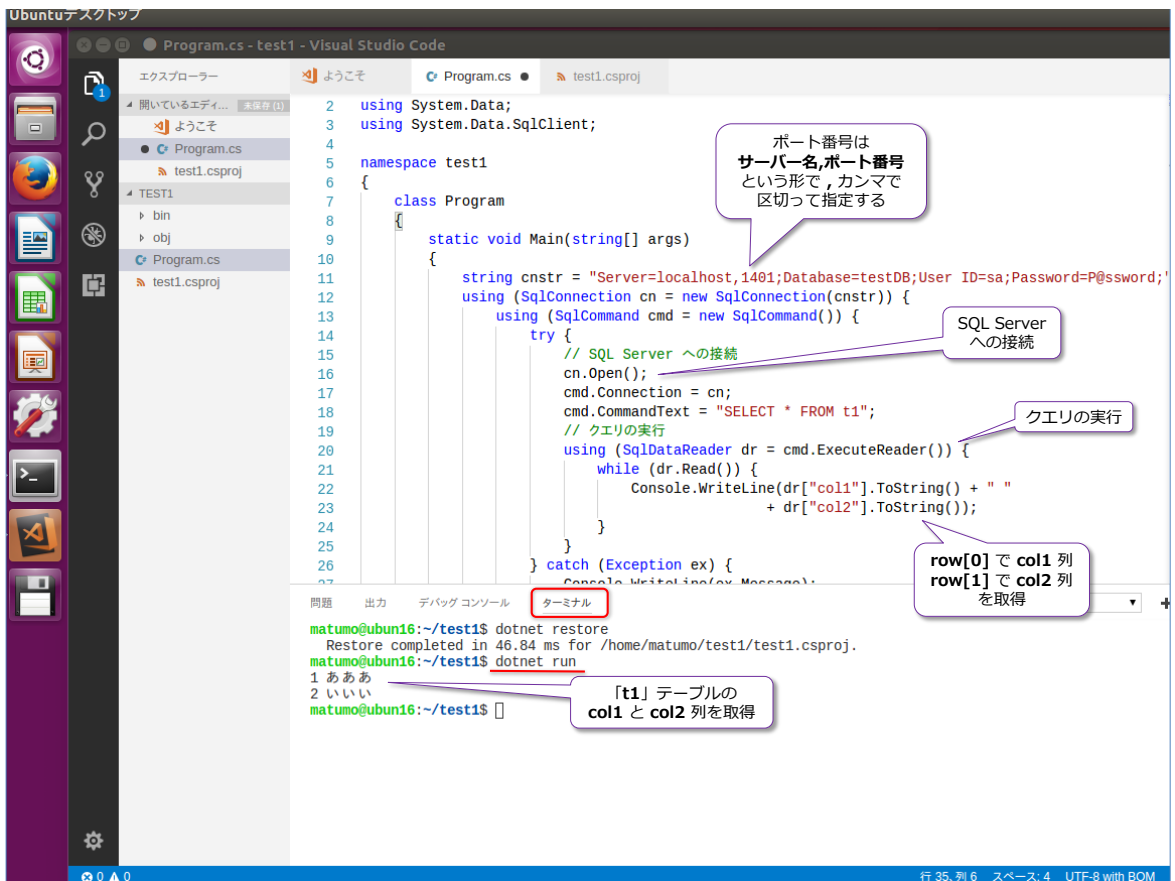 Ubuntuデスクトップ
Program.cs - test1 - Visual Studio Code
エクスプローラー
ようこそ
Program.cs
test1.csproj
開いているエディ... 未保存 (1)
ようこそ
Program.cs
test1.csproj
TEST1
bin
obj
Program.cs
test1.csproj
1
2 using System.Data;
3 using System.Data.SqlClient;
4
5 namespace test1
6 {
7 class Program
8 {
9 static void Main(string[] args)
10 {
11 string cnstr = "Server=localhost,1401;Database=testDB;User ID=sa;Password=P@ssword;"
12 using (SqlConnection cn = new SqlConnection(cnstr)) {
13 using (SqlCommand cmd = new SqlCommand()) {
14 try {
15 // SQL Server への接続
16 cn.Open();
17 cmd.Connection = cn;
18 cmd.CommandText = "SELECT * FROM t1";
19 // クエリの実行
20 using (SqlDataReader dr = cmd.ExecuteReader()) {
21 while (dr.Read()) {
22 Console.WriteLine(dr["col1"].ToString() + " "
23 + dr["col2"].ToString());
24 }
25 }
26 } catch (Exception ex) {
27 Console.WriteLine(ex.Message);
ポート番号は
サーバー名,ポート番号
という形で , カンマで
区切って指定する
SQL Server
への接続
クエリの実行
row[0] で col1 列
row[1] で col2 列
を取得
問題 出力 デバッグ コンソール ターミナル
matumo@ubun16:~/test1$ dotnet restore
Restore completed in 46.84 ms for /home/matumo/test1/test1.csproj.
matumo@ubun16:~/test1$ dotnet run
1 あああ
2 いいい
matumo@ubun16:~/test1$
「t1」テーブルの
col1 と col2 列を取得
0 0
行 35, 列 6 スペース: 4 UTF-8 with BOM